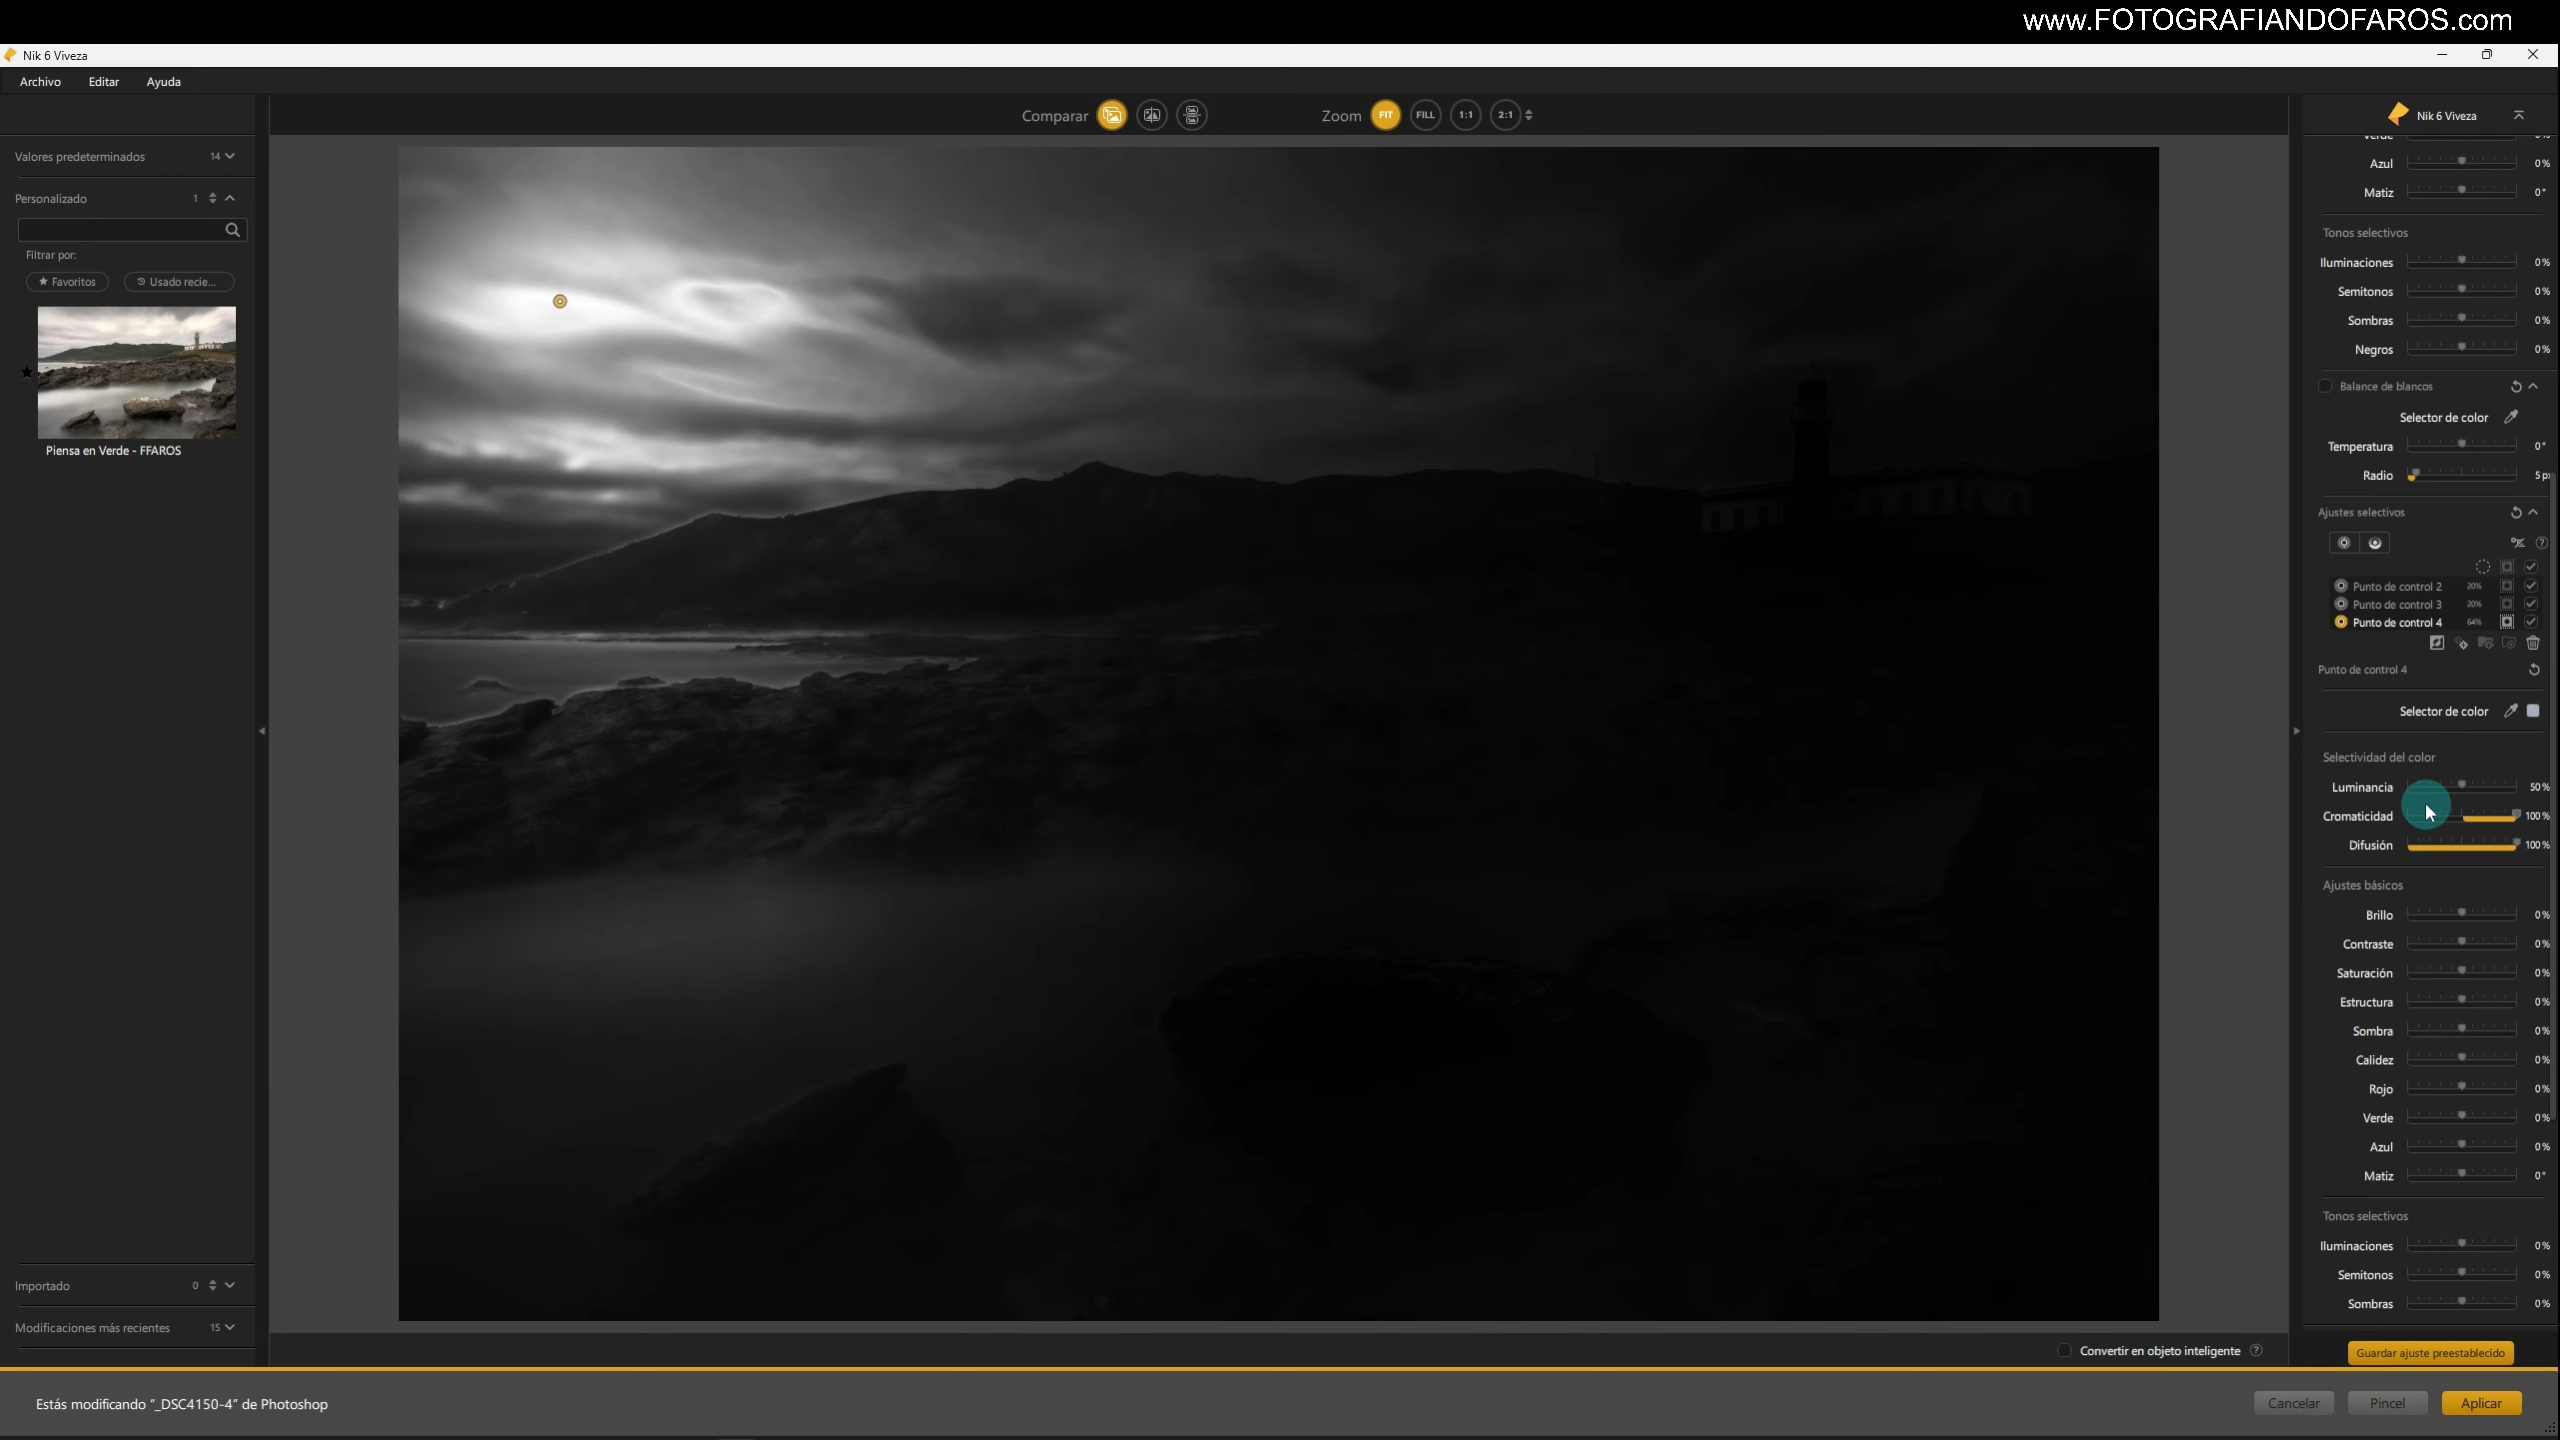 www.FOTOGRAFIANDOFAROS.com
Nik 6 Viveza
Archivo Editar Ayuda
Comparar Zoom FIT FILL 1:1 2:1
Nik 6 Viveza
Valores predeterminados 14
Personalizado 1
Filtrar por:
Favoritos Usado recie...
Piensa en Verde - FFAROS
Importado 0
Modificaciones más recientes 15
Verde 0%
Azul 0%
Matiz 0°
Tonos selectivos
Iluminaciones 0%
Semitonos 0%
Sombras 0%
Negros 0%
Balance de blancos
Selector de color
Temperatura 0°
Radio 5 px
Ajustes selectivos
Punto de control 2 20%
Punto de control 3 20%
Punto de control 4 64%
Punto de control 4
Selector de color
Selectividad del color
Luminancia 50%
Cromaticidad 100%
Difusión 100%
Ajustes básicos
Brillo 0%
Contraste 0%
Saturación 0%
Estructura 0%
Sombra 0%
Calidez 0%
Rojo 0%
Verde 0%
Azul 0%
Matiz 0°
Tonos selectivos
Iluminaciones 0%
Semitonos 0%
Sombras 0%
Convertir en objeto inteligente ?
Guardar ajuste preestablecido
Estás modificando "_DSC4150-4" de Photoshop
Cancelar Pincel Aplicar